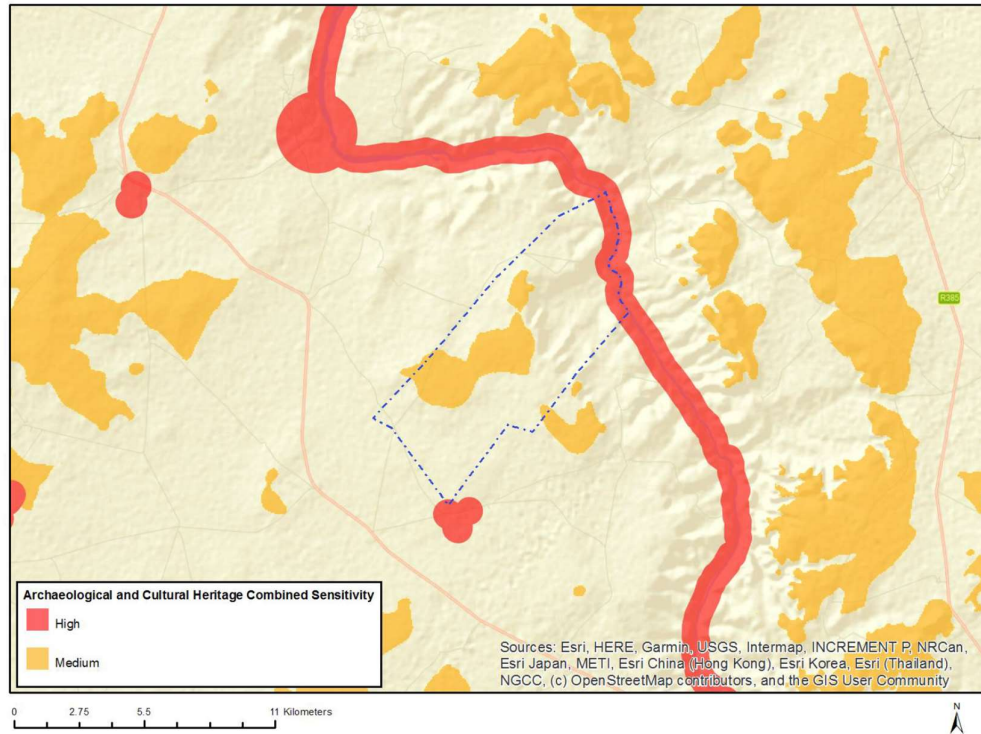 R385
Archaeological and Cultural Heritage Combined Sensitivity
High
Medium
Sources: Esri, HERE, Garmin, USGS, Intermap, INCREMENT P, NRCan,
Esri Japan, METI, Esri China (Hong Kong), Esri Korea, Esri (Thailand),
NGCC, (c) OpenStreetMap contributors, and the GIS User Community
0 2.75 5.5 11 Kilometers
N